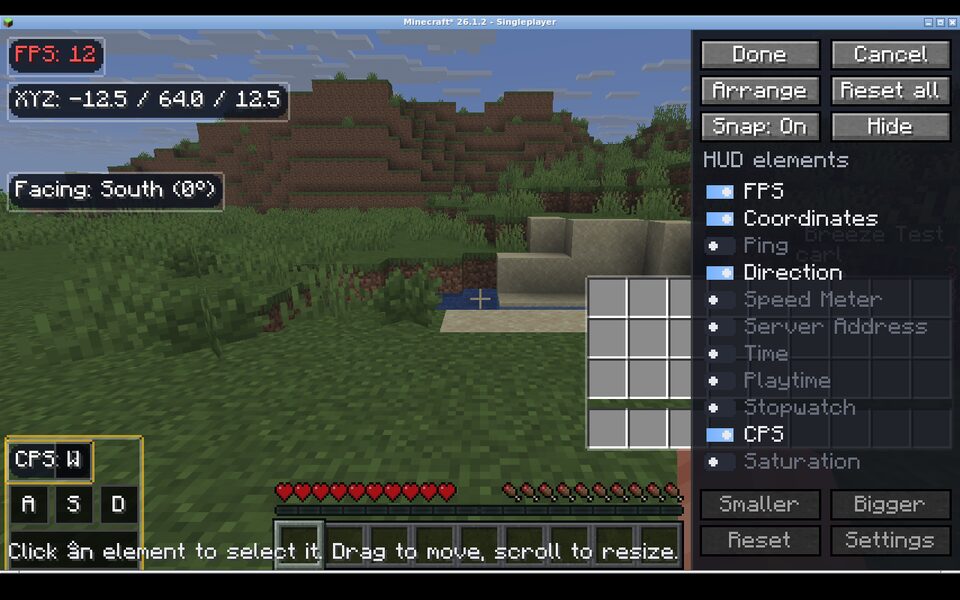 Minecraft* 26.1.2 - Singleplayer
FPS: 12
XYZ: -12.5 / 64.0 / 12.5
Facing: South (0°)
Done
Cancel
Arrange
Reset all
Snap: On
Hide
HUD elements
FPS
Coordinates
Ping
Breeze Test
carl
Direction
Speed Meter
Server Address
Time
Playtime
Stopwatch
CPS
Saturation
Smaller
Bigger
Reset
Settings
CPS: W
A S D
Click an element to select it. Drag to move, scroll to resize.